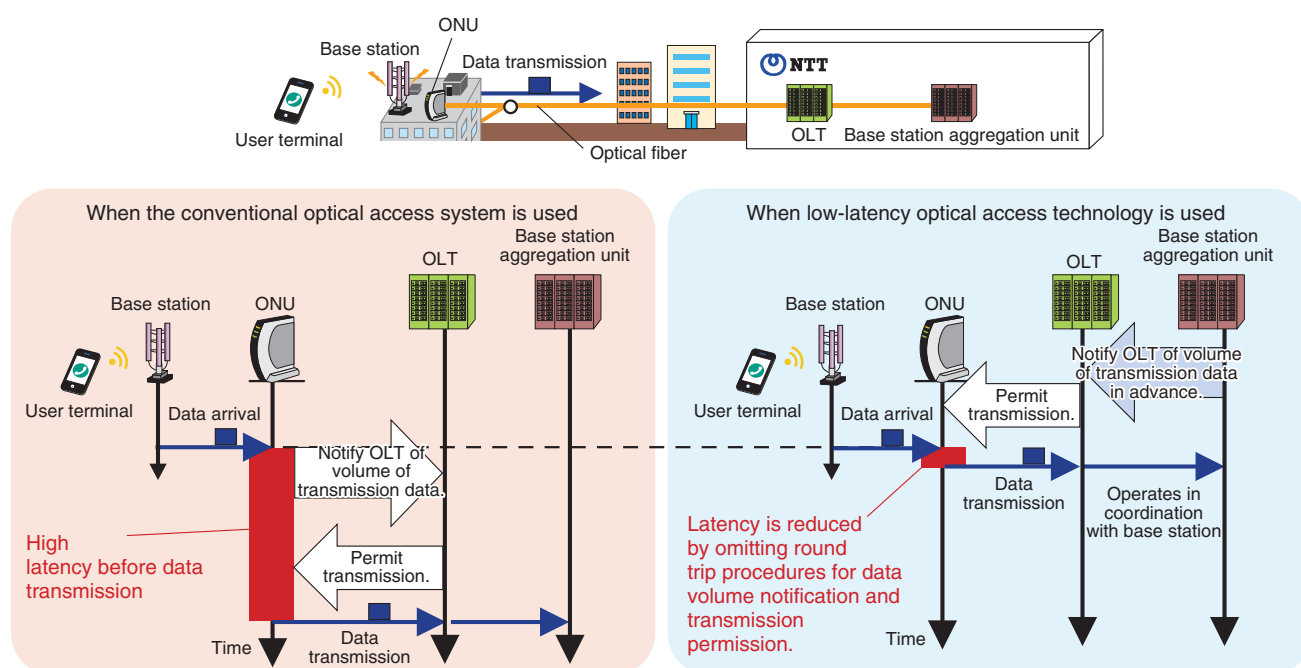 ONU
Base station
Data transmission
NTT
User terminal
OLT
Base station aggregation unit
Optical fiber
When the conventional optical access system is used
Base station
aggregation unit
OLT
ONU
Base station
User terminal
Data arrival
Notify OLT of
volume of
transmission data.
High
latency before data
transmission
Permit
transmission.
Time
Data
transmission
When low-latency optical access technology is used
Base station
aggregation unit
OLT
ONU
Base station
Notify OLT of volume
of transmission data
in advance.
User terminal
Permit
transmission.
Data arrival
Data
transmission
Operates in
coordination
with base station
Latency is reduced
by omitting round
trip procedures for data
volume notification and
transmission
permission.
Time